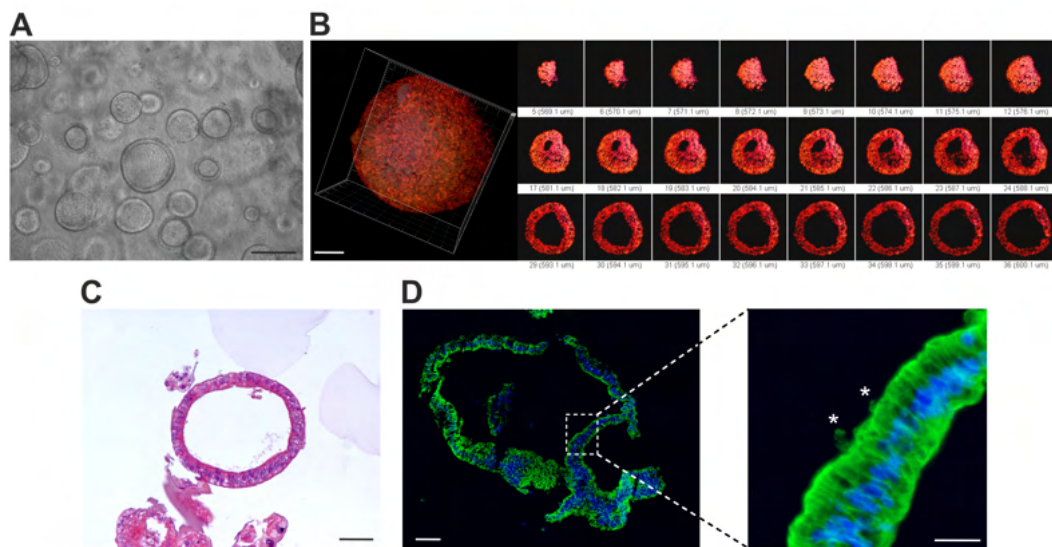 A
B
5 (569.1 um) 6 (570.1 um) 7 (571.1 um) 8 (572.1 um) 9 (573.1 um) 10 (574.1 um) 11 (575.1 um) 12 (576.1 um)
17 (581.1 um) 18 (582.1 um) 19 (583.1 um) 20 (584.1 um) 21 (585.1 um) 22 (586.1 um) 23 (587.1 um) 24 (588.1 um)
29 (593.1 um) 30 (594.1 um) 31 (595.1 um) 32 (596.1 um) 33 (597.1 um) 34 (598.1 um) 35 (599.1 um) 36 (600.1 um)
C
D
*
*